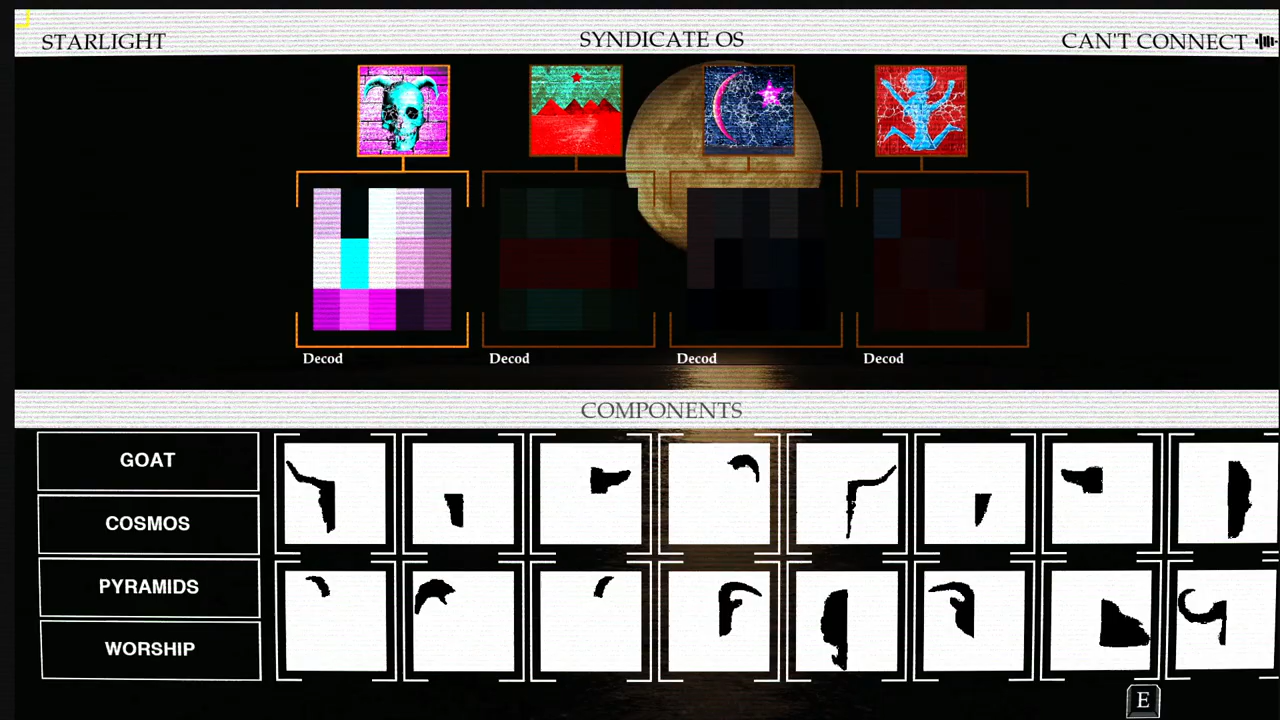 STARLIGHT
SYNDICATE OS
CAN'T CONNECT
Decod
Decod
Decod
Decod
COMPONENTS
GOAT
COSMOS
PYRAMIDS
WORSHIP
E